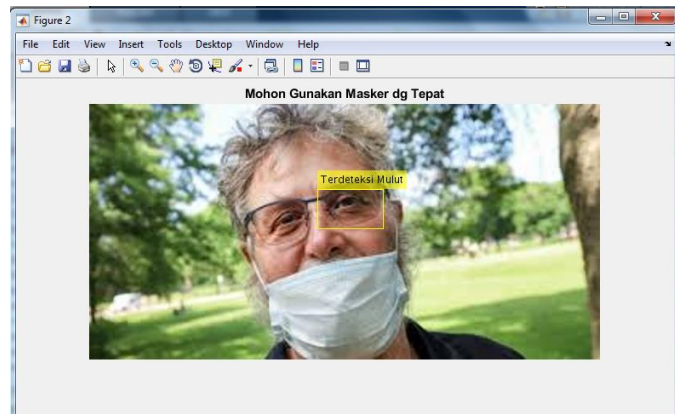 Figure 2
File Edit View Insert Tools Desktop Window Help
Mohon Gunakan Masker dg Tepat
Terdeteksi Mulut